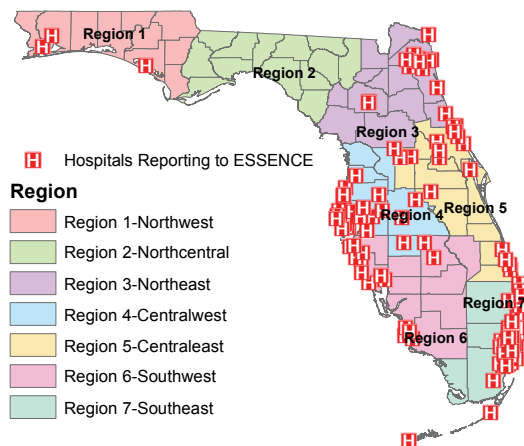 Region 1
Region 2
Region 3
H Hospitals Reporting to ESSENCE
Region
Region 1-Northwest
Region 2-Northcentral
Region 3-Northeast
Region 4-Centralwest
Region 5-Centraleast
Region 6-Southwest
Region 7-Southeast
Region 4
Region 5
Region 7
Region 6